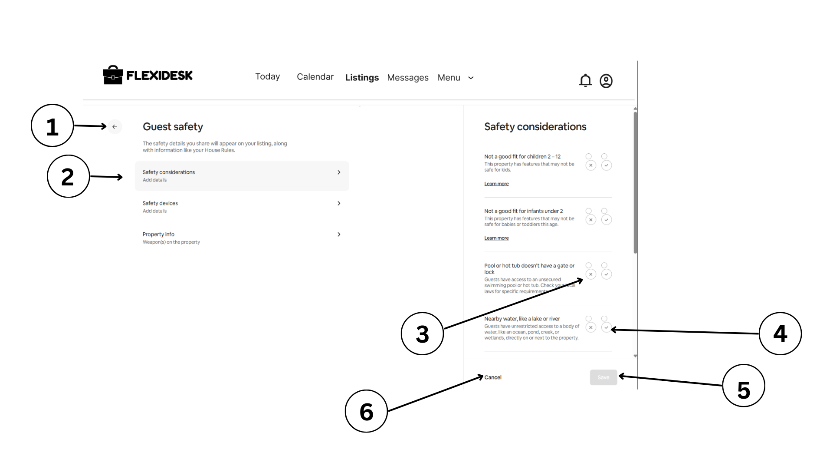 FLEXIDESK
Today Calendar Listings Messages Menu
1
2
Guest safety
The safety details you share will appear on your listing, along
with information like your House Rules.
Safety considerations
Add details
Safety devices
Add details
Property info
Weapon(s) on the property
Safety considerations
Not a good fit for children 2 – 12
This property has features that may not be
safe for kids.
Learn more
Not a good fit for infants under 2
This property has features that may not be
safe for babies or toddlers this age.
Learn more
Pool or hot tub doesn't have a gate or
lock
Guests have access to an unsecured
swimming pool or hot tub. Check your
laws for specific requirements.
Nearby water, like a lake or river
Guests have unrestricted access to a body of
water, like an ocean, pond, creek, or
wetlands, directly on or next to the property
3
4
Cancel
Save
5
6